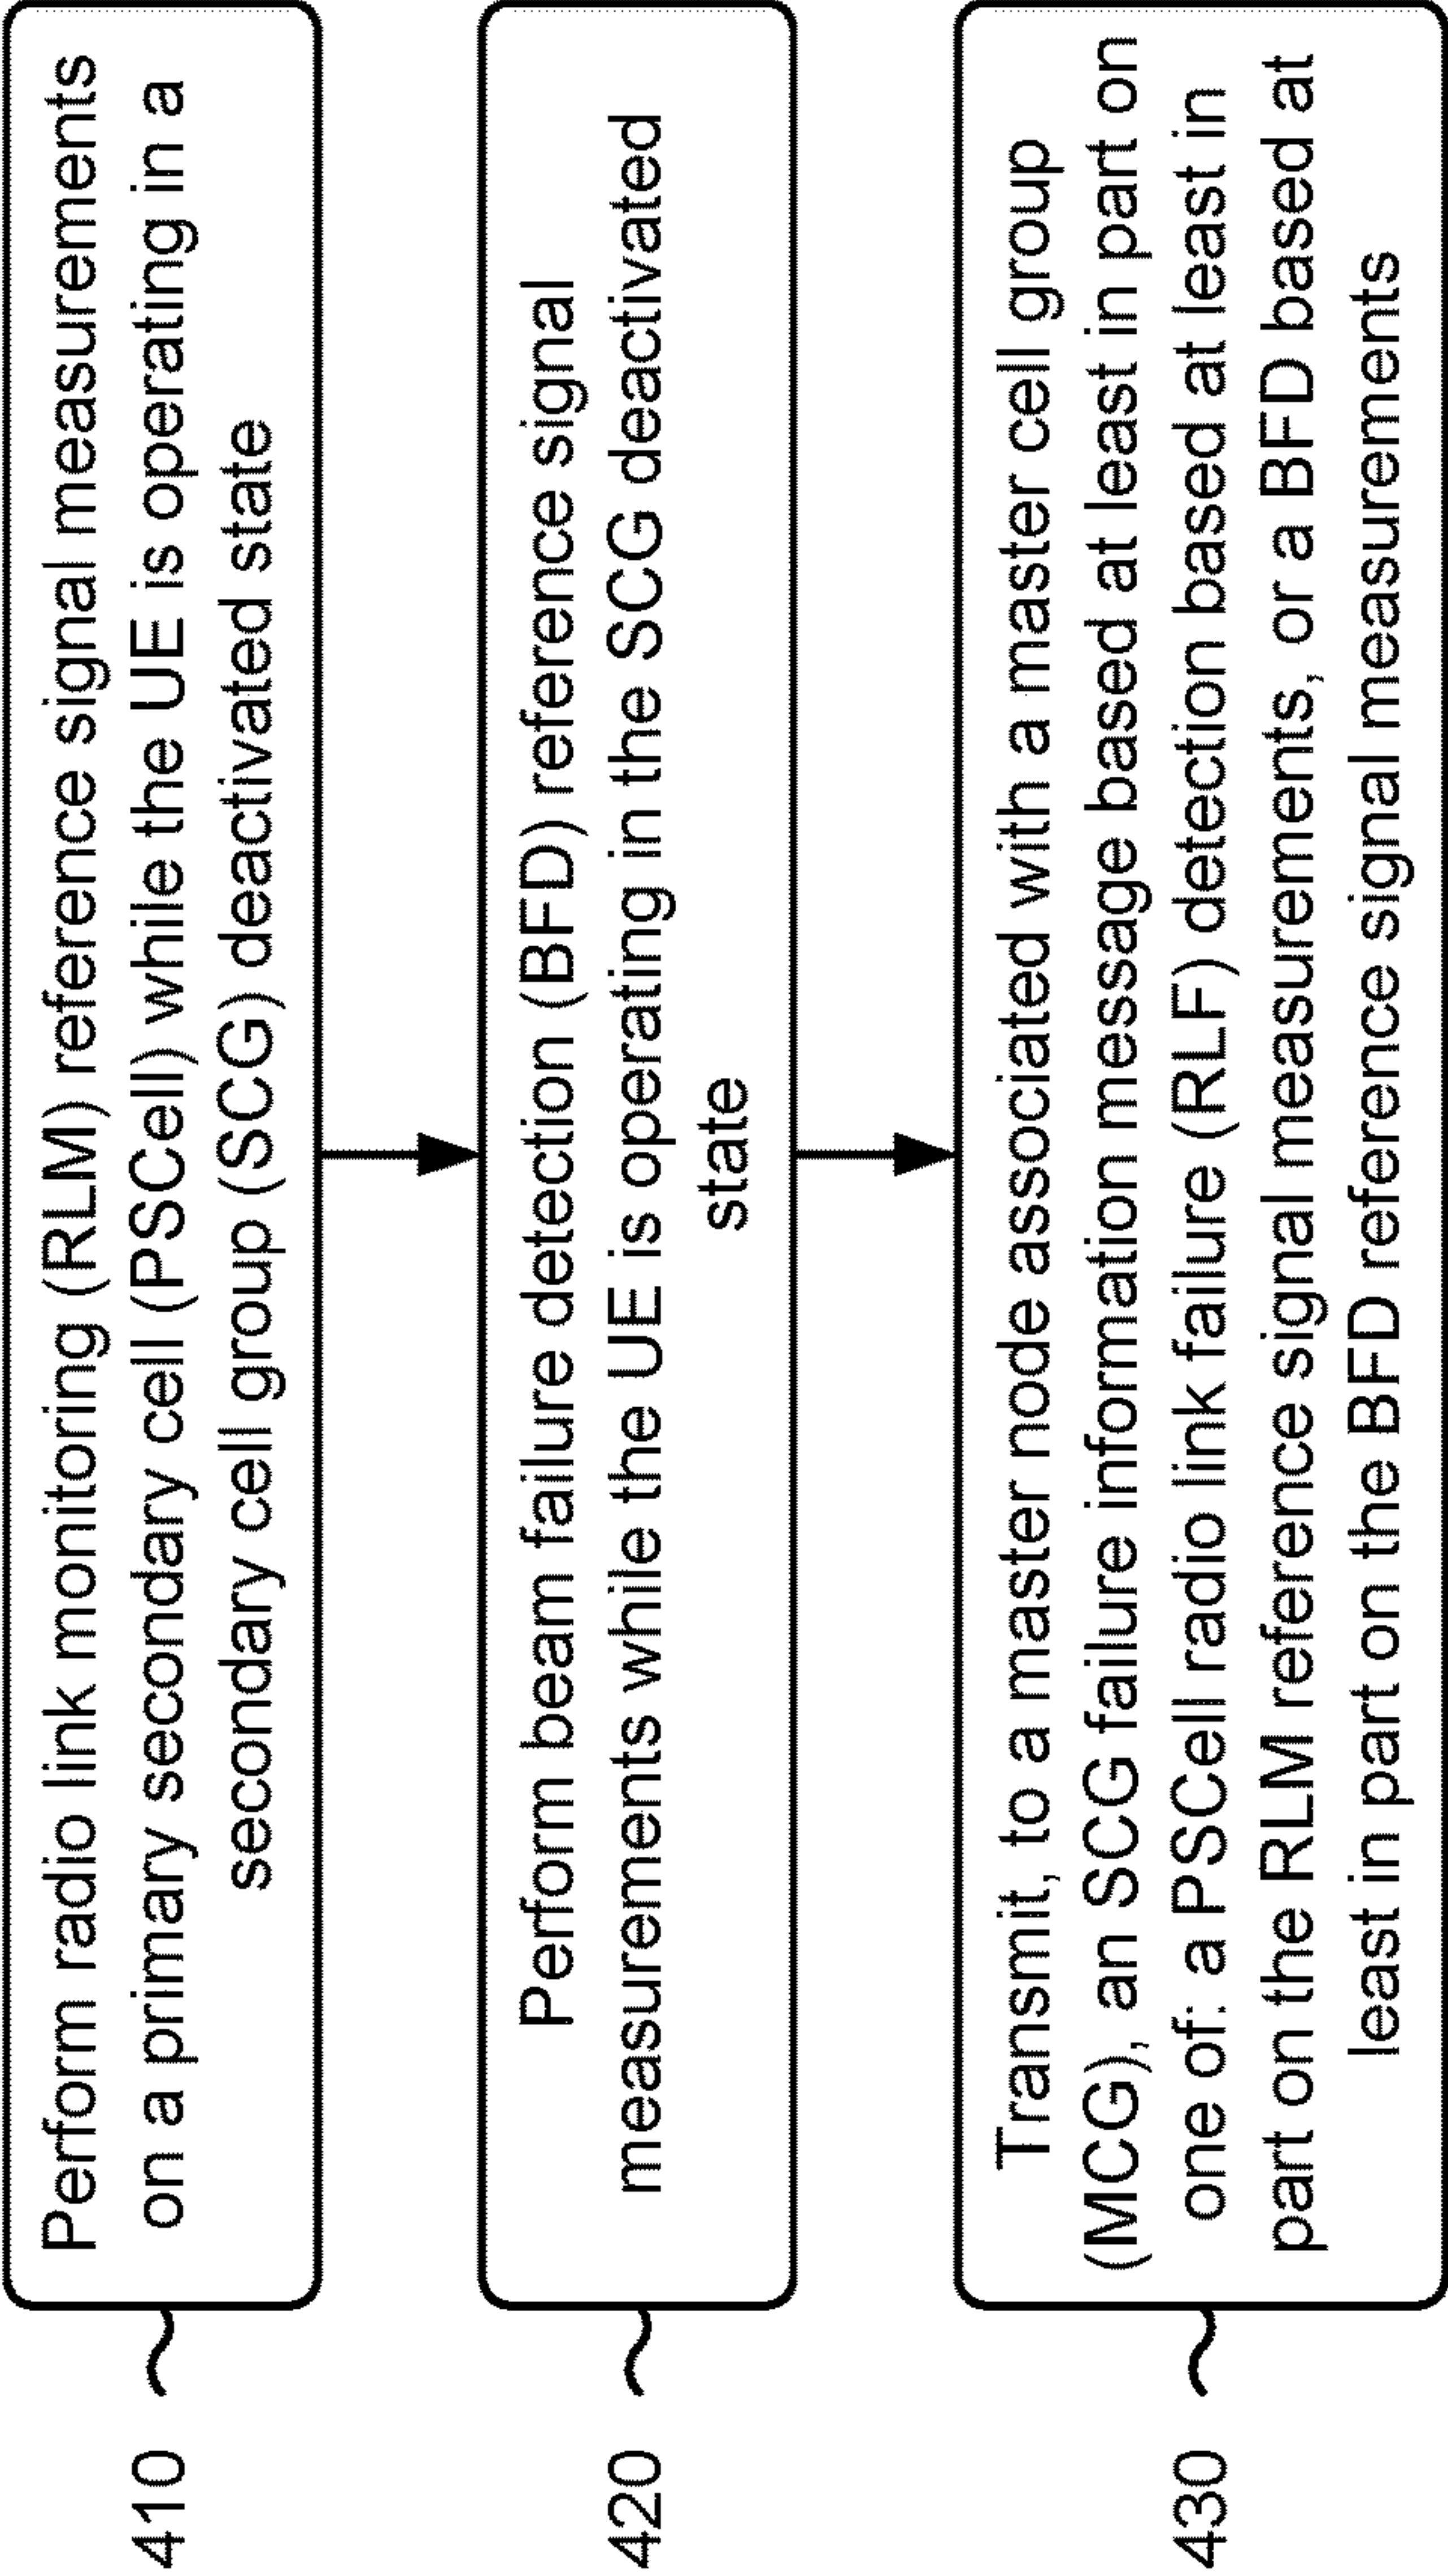 410
Perform radio link monitoring (RLM) reference signal measurements
on a primary secondary cell (PSCell) while the UE is operating in a
secondary cell group (SCG) deactivated state
420
Perform beam failure detection (BFD) reference signal
measurements while the UE is operating in the SCG deactivated
state
430
Transmit, to a master node associated with a master cell group
(MCG), an SCG failure information message based at least in part on
one of: a PSCell radio link failure (RLF) detection based at least in
part on the RLM reference signal measurements, or a BFD based at
least in part on the BFD reference signal measurements